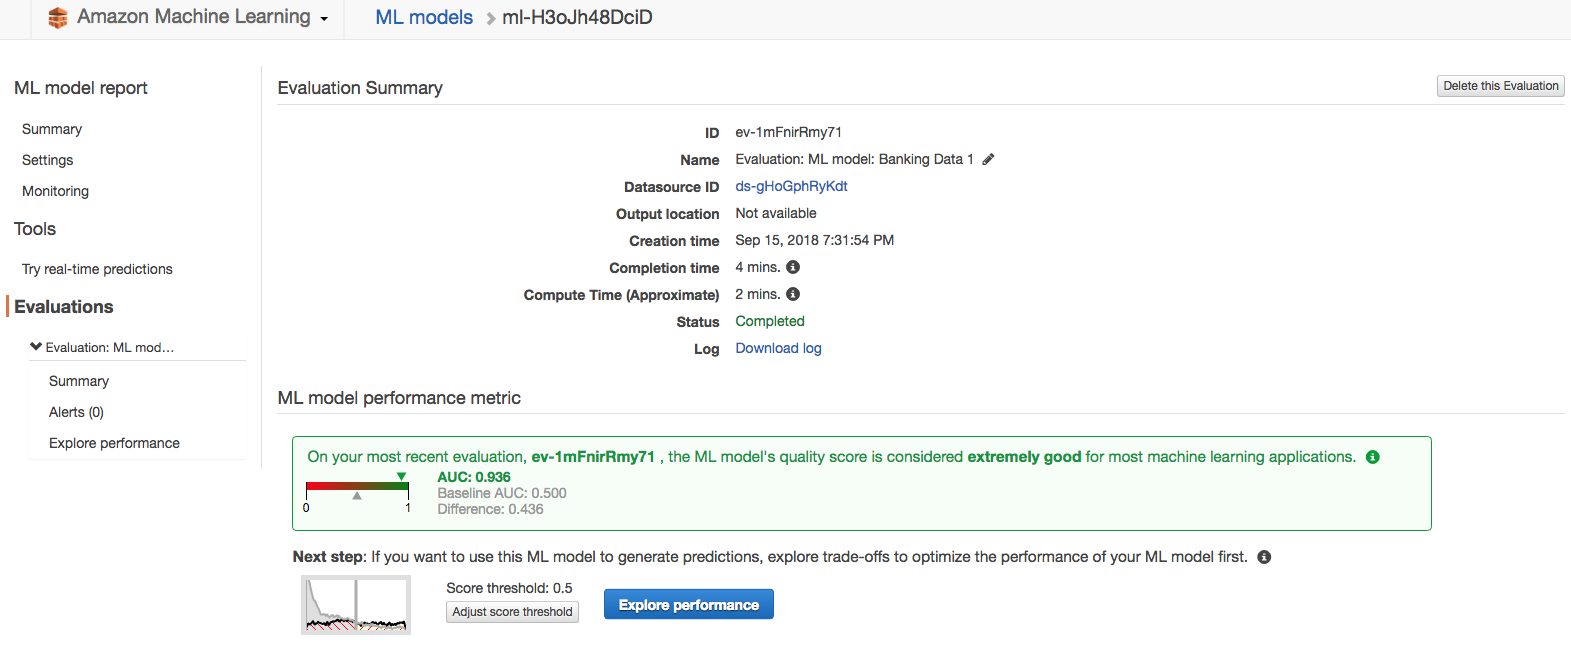 Amazon Machine Learning
ML models
ml-H3oJh48DciD
ML model report
Summary
Settings
Monitoring
Tools
Try real-time predictions
Evaluations
Evaluation: ML mod...
Summary
Alerts (0)
Explore performance
Evaluation Summary
Delete this Evaluation
ID ev-1mFnirRmy71
Name Evaluation: ML model: Banking Data 1
Datasource ID ds-gHoGphRyKdt
Output location Not available
Creation time Sep 15, 2018 7:31:54 PM
Completion time 4 mins.
Compute Time (Approximate) 2 mins.
Status Completed
Log Download log
ML model performance metric
On your most recent evaluation, ev-1mFnirRmy71 , the ML model's quality score is considered extremely good for most machine learning applications.
AUC: 0.936
Baseline AUC: 0.500
Difference: 0.436
0 1
Next step: If you want to use this ML model to generate predictions, explore trade-offs to optimize the performance of your ML model first.
Score threshold: 0.5
Adjust score threshold
Explore performance